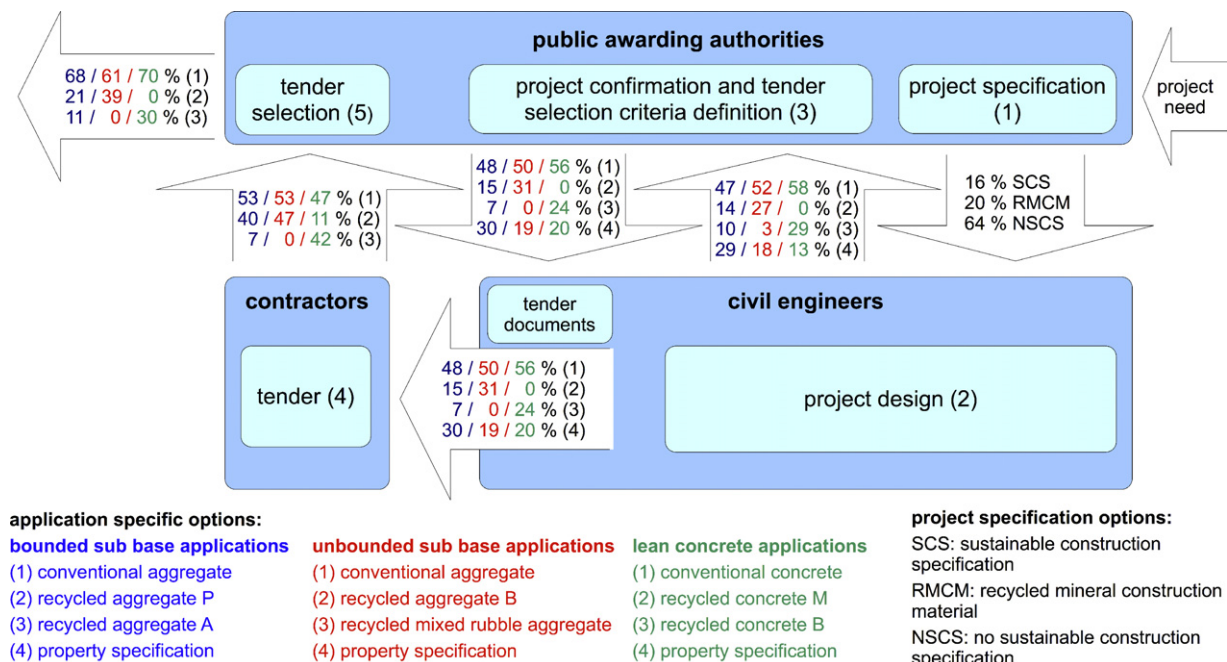 public awarding authorities
68 / 61 / 70 % (1)
21 / 39 / 0 % (2)
11 / 0 / 30 % (3)
tender
selection (5)
project confirmation and tender
selection criteria definition (3)
project specification
(1)
project
need
53 / 53 / 47 % (1)
40 / 47 / 11 % (2)
7 / 0 / 42 % (3)
48 / 50 / 56 % (1)
15 / 31 / 0 % (2)
7 / 0 / 24 % (3)
30 / 19 / 20 % (4)
47 / 52 / 58 % (1)
14 / 27 / 0 % (2)
10 / 3 / 29 % (3)
29 / 18 / 13 % (4)
16 % SCS
20 % RMCM
64 % NSCS
contractors
tender (4)
tender
documents
civil engineers
48 / 50 / 56 % (1)
15 / 31 / 0 % (2)
7 / 0 / 24 % (3)
30 / 19 / 20 % (4)
project design (2)
application specific options:
bounded sub base applications
(1) conventional aggregate
(2) recycled aggregate P
(3) recycled aggregate A
(4) property specification
unbounded sub base applications
(1) conventional aggregate
(2) recycled aggregate B
(3) recycled mixed rubble aggregate
(4) property specification
lean concrete applications
(1) conventional concrete
(2) recycled concrete M
(3) recycled concrete B
(4) property specification
project specification options:
SCS: sustainable construction
specification
RMCM: recycled mineral construction
material
NSCS: no sustainable construction
specification